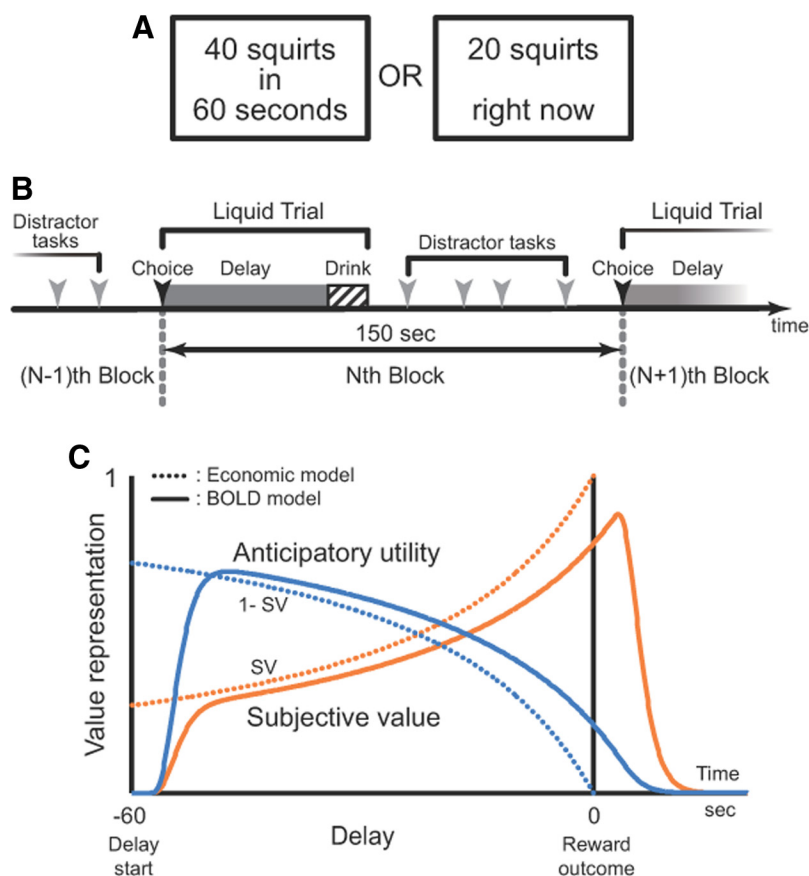 A
40 squirts
in
60 seconds
OR
20 squirts
right now
B
Distractor
tasks
Liquid Trial
Choice
Delay
Drink
Distractor tasks
Liquid Trial
Choice
Delay
time
150 sec
(N-1)th Block
Nth Block
(N+1)th Block
C
1
: Economic model
: BOLD model
Value representation
Anticipatory utility
1- SV
SV
Subjective value
Time
sec
-60
0
Delay
start
Delay
Reward
outcome